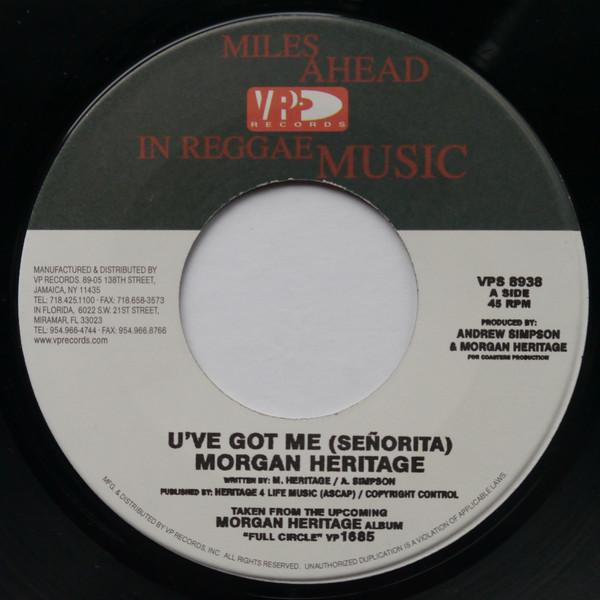 MILES
AHEAD
VP
RECORDS
IN REGGAE MUSIC
MANUFACTURED & DISTRIBUTED BY
VP RECORDS. 89-05 138TH STREET,
JAMAICA, NY 11435
TEL: 718.425.1100 · FAX: 718.658-3573
IN FLORIDA, 6022 S.W. 21ST STREET,
MIRAMAR, FL 33023
TEL: 954.966-4744 · FAX: 954.966.8766
www.vprecords.com
VPS 8938
A SIDE
45 RPM
PRODUCED BY:
ANDREW SIMPSON
& MORGAN HERITAGE
FOR COASTERS PRODUCTION
U'VE GOT ME (SEÑORITA)
MORGAN HERITAGE
WRITTEN BY: M. HERITAGE / A. SIMPSON
PUBLISHED BY: HERITAGE 4 LIFE MUSIC (ASCAP) / COPYRIGHT CONTROL
TAKEN FROM THE UPCOMING
MORGAN HERITAGE ALBUM
"FULL CIRCLE" VP 1685
MFG. & DISTRIBUTED BY VP RECORDS, INC. ALL RIGHTS RESERVED. UNAUTHORIZED DUPLICATION IS A VIOLATION OF APPLICABLE LAWS.